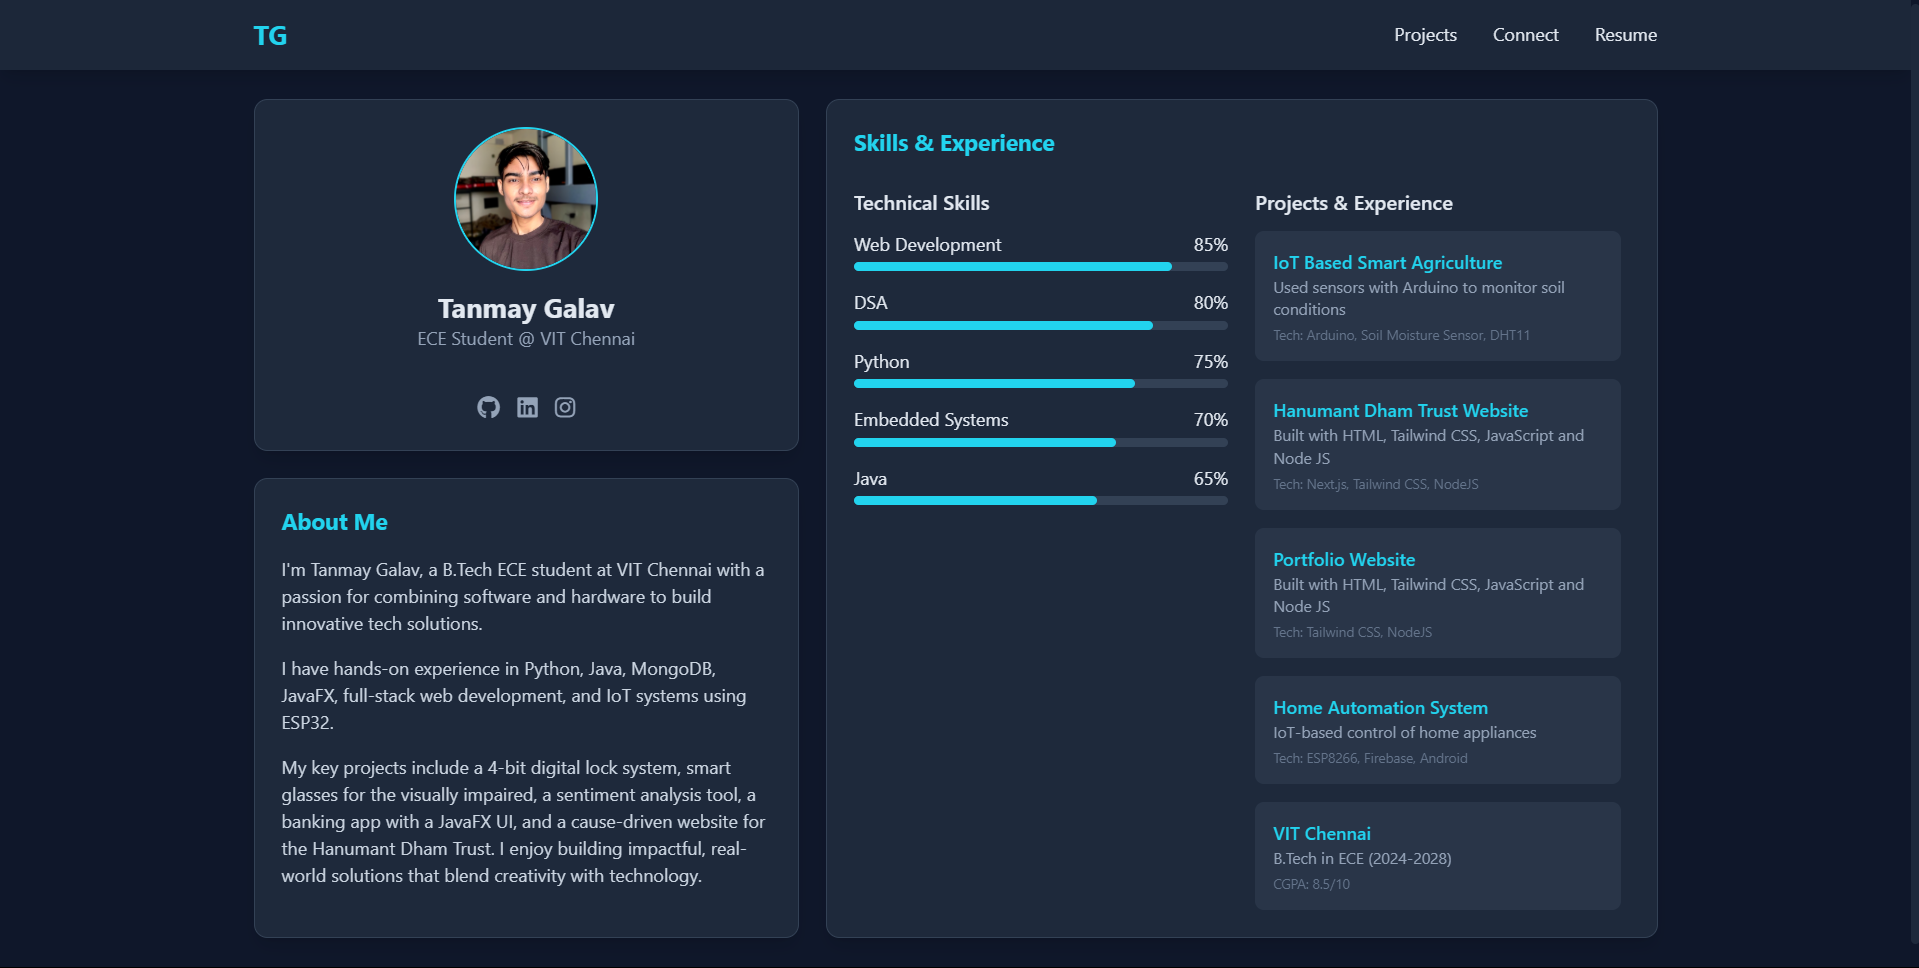 TG
Projects
Connect
Resume
Tanmay Galav
ECE Student @ VIT Chennai
About Me
I'm Tanmay Galav, a B.Tech ECE student at VIT Chennai with a
passion for combining software and hardware to build
innovative tech solutions.
I have hands-on experience in Python, Java, MongoDB,
JavaFX, full-stack web development, and IoT systems using
ESP32.
My key projects include a 4-bit digital lock system, smart
glasses for the visually impaired, a sentiment analysis tool, a
banking app with a JavaFX UI, and a cause-driven website for
the Hanumant Dham Trust. I enjoy building impactful, real-
world solutions that blend creativity with technology.
Skills & Experience
Technical Skills
Web Development 85%
DSA 80%
Python 75%
Embedded Systems 70%
Java 65%
Projects & Experience
IoT Based Smart Agriculture
Used sensors with Arduino to monitor soil
conditions
Tech: Arduino, Soil Moisture Sensor, DHT11
Hanumant Dham Trust Website
Built with HTML, Tailwind CSS, JavaScript and
Node JS
Tech: Next.js, Tailwind CSS, NodeJS
Portfolio Website
Built with HTML, Tailwind CSS, JavaScript and
Node JS
Tech: Tailwind CSS, NodeJS
Home Automation System
IoT-based control of home appliances
Tech: ESP8266, Firebase, Android
VIT Chennai
B.Tech in ECE (2024-2028)
CGPA: 8.5/10